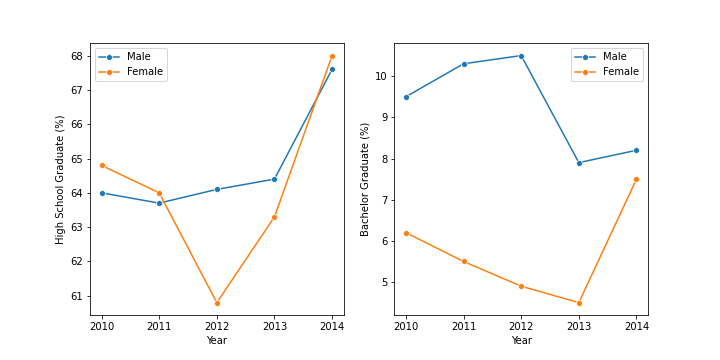 High School Graduate (%)
68
67
66
65
64
63
62
61
2010 2011 2012 2013 2014
Year
Male
Female
Bachelor Graduate (%)
10
9
8
7
6
5
2010 2011 2012 2013 2014
Year
Male
Female